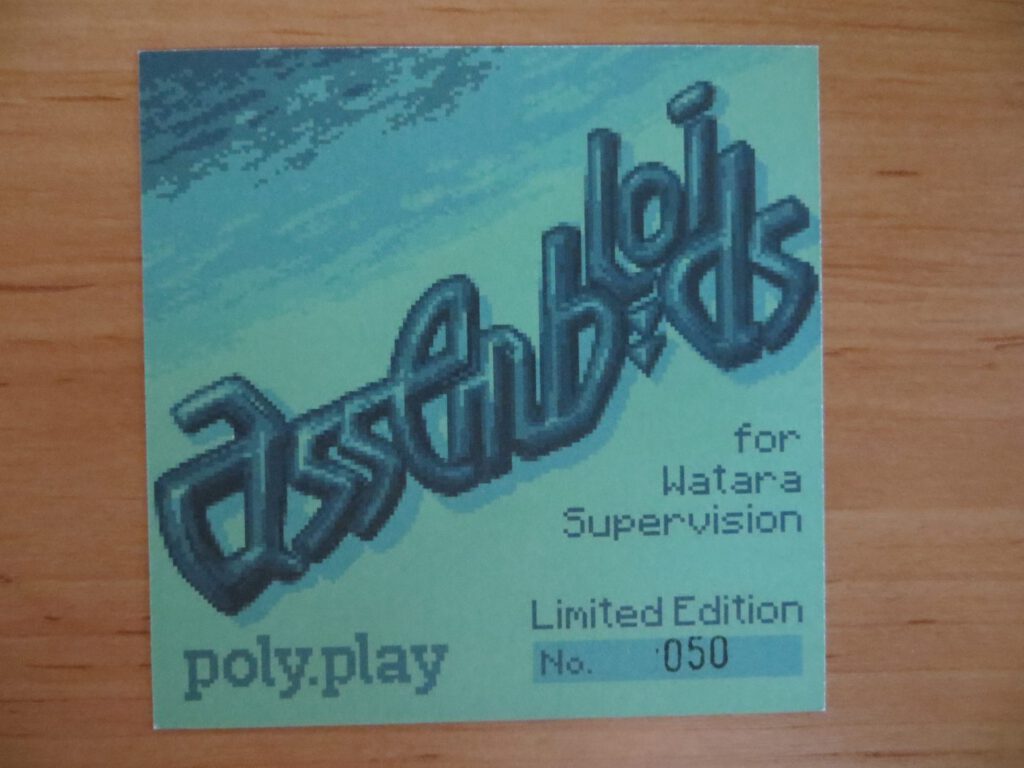 assembloids
for
Watara
Supervision
Limited Edition
No. 050
poly.play